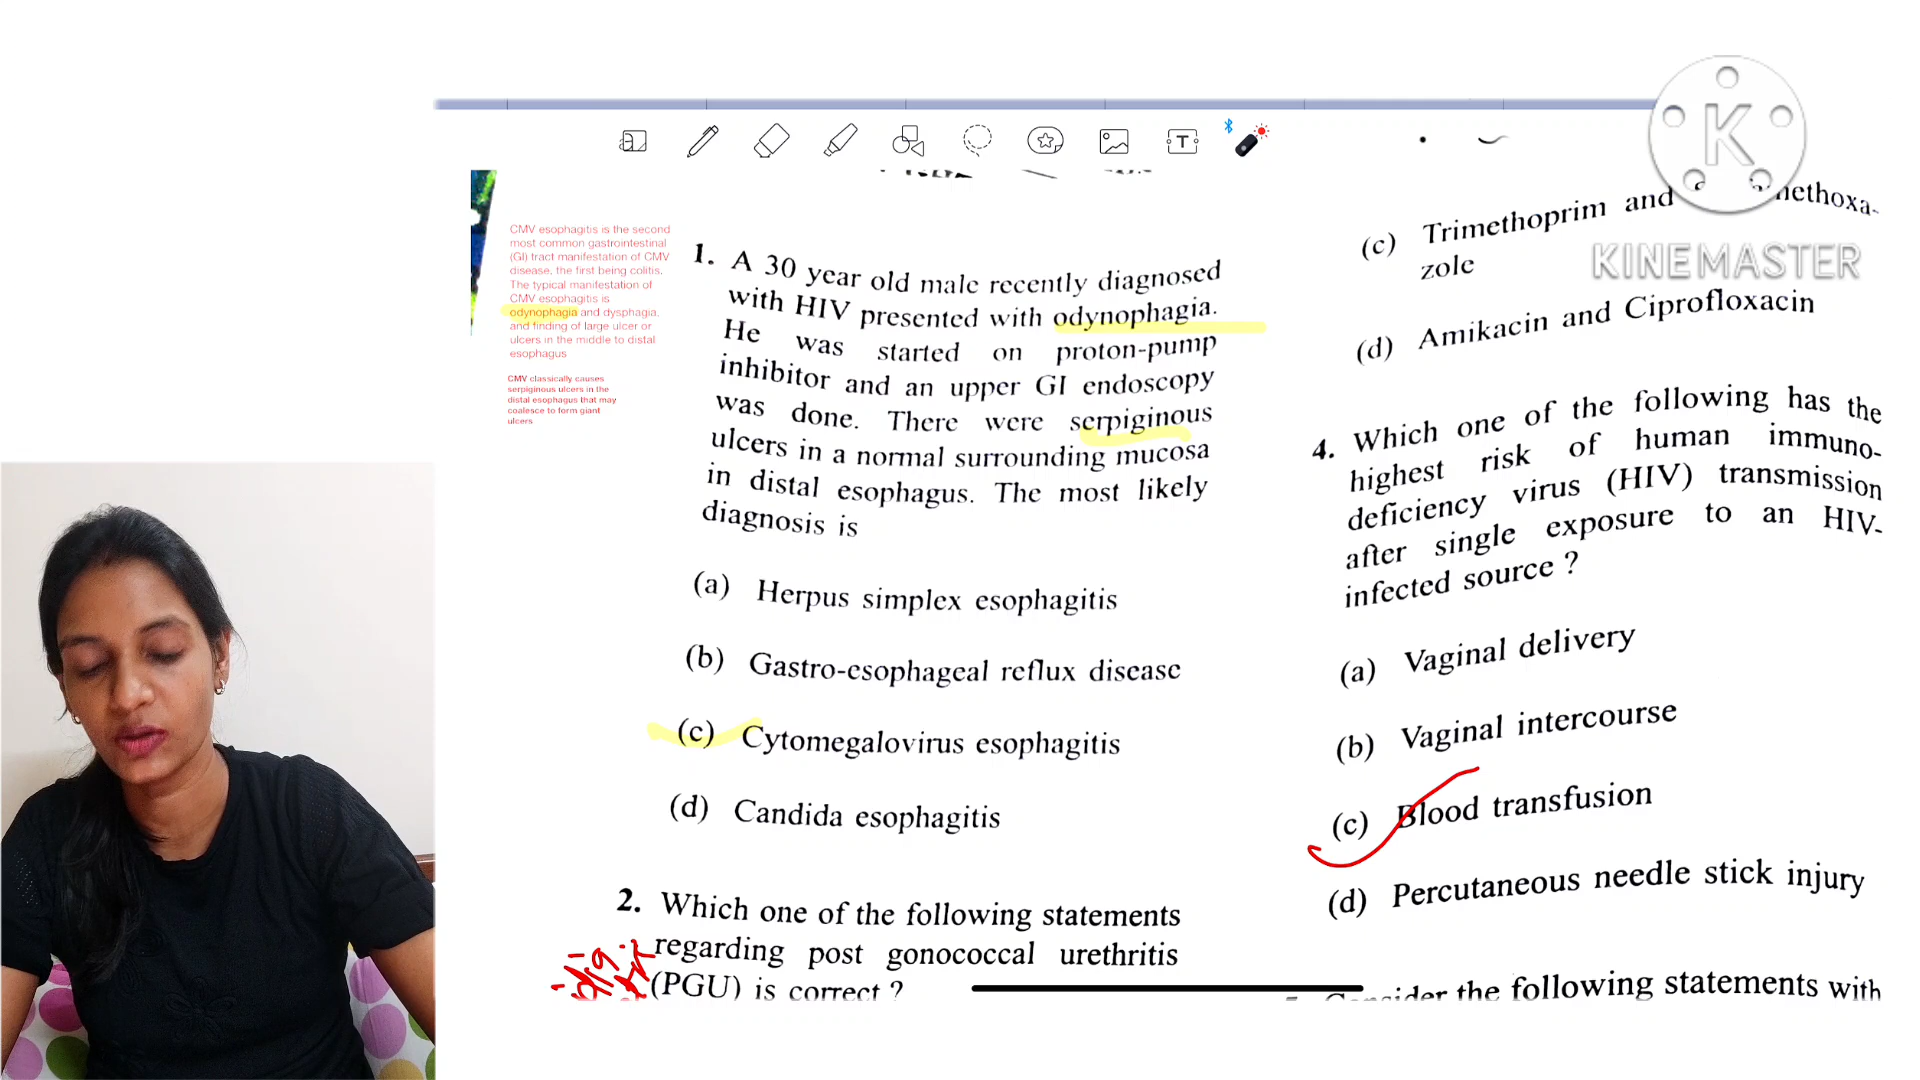 CMV esophagitis is the second
most common gastrointestinal
(GI) tract manifestation of CMV
disease, the first being colitis.
The typical manifestation of
CMV esophagitis is
odynophagia and dysphagia,
and finding of large ulcer or
ulcers in the middle to distal
esophagus
CMV classically causes
serpiginous ulcers in the
distal esophagus that may
coalesce to form giant
ulcers
1. A 30 year old male recently diagnosed
with HIV presented with odynophagia.
He was started on proton-pump
inhibitor and an upper GI endoscopy
was done. There were serpiginous
ulcers in a normal surrounding mucosa
in distal esophagus. The most likely
diagnosis is
(a) Herpus simplex esophagitis
(b) Gastro-esophageal reflux disease
(c) Cytomegalovirus esophagitis
(d) Candida esophagitis
2. Which one of the following statements
regarding post gonococcal urethritis
(PGU) is correct ?
(c) Trimethoprim and
zole
(d) Amikacin and Ciprofloxacin
4. Which one of the following has the
highest risk of human immuno-
deficiency virus (HIV) transmission
after single exposure to an HIV-
infected source ?
(a) Vaginal delivery
(b) Vaginal intercourse
(c) Blood transfusion
(d) Percutaneous needle stick injury
Consider the following statements with
K
KINEMASTER
T